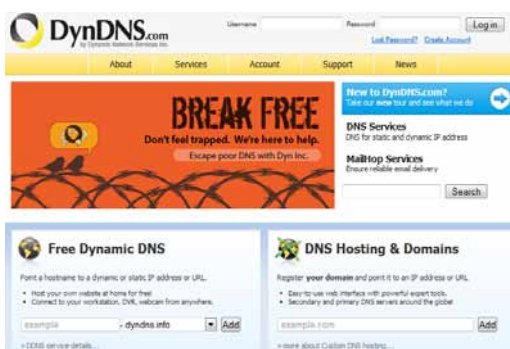 DynDNS.com
by Dynamic Network Services Inc.
Username
Password
Log in
Lost Password? Create Account
About Services Account Support News
BREAK FREE
Don't feel trapped. We're here to help.
Escape poor DNS with Dyn Inc.
New to DynDNS.com?
Take our new tour and see what we do
DNS Services
DNS for static and dynamic IP address
MailHop Services
Ensure reliable email delivery
Search
Free Dynamic DNS
Point a hostname to a dynamic or static IP address or URL.
• Host your own website at home for free!
• Connect to your workstation, DVR, webcam from anywhere.
example . dyndns.info Add
» DDNS service details...
DNS Hosting & Domains
Register your domain and point it to an IP address or URL.
• Easy-to-use web interface with powerful expert tools.
• Secondary and primary DNS servers around the globe!
example.com Add
» more about Custom DNS hosting...